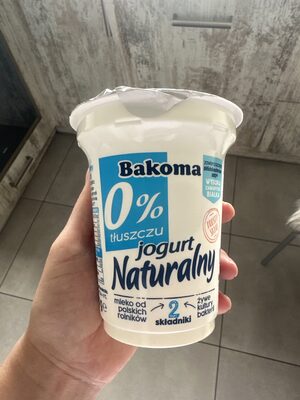 Bakoma
0%
tłuszczu
jogurt
Naturalny
mleko od
polskich
rolników
2
składniki
żywe
kultury
bakterii